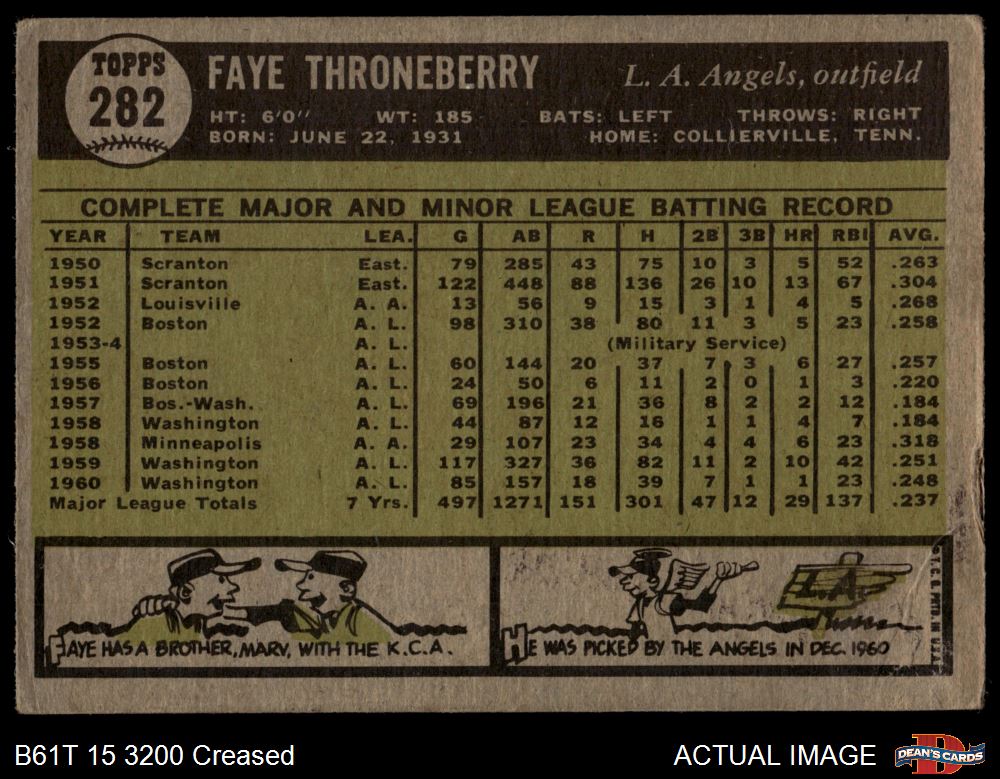 TOPPS
282
FAYE THRONEBERRY
L. A. Angels, outfield
HT: 6'0" WT: 185 BATS: LEFT THROWS: RIGHT
BORN: JUNE 22, 1931 HOME: COLLIERVILLE, TENN.
COMPLETE MAJOR AND MINOR LEAGUE BATTING RECORD
YEAR TEAM LEA. G AB R H 2B 3B HR RBI AVG.
1950 Scranton East. 79 285 43 75 10 3 5 52 .263
1951 Scranton East. 122 448 88 136 26 10 13 67 .304
1952 Louisville A. A. 13 56 9 15 3 1 4 5 .268
1952 Boston A. L. 98 310 38 80 11 3 5 23 .258
1953-4 A. L. (Military Service)
1955 Boston A. L. 60 144 20 37 7 3 6 27 .257
1956 Boston A. L. 24 50 6 11 2 0 1 3 .220
1957 Bos.-Wash. A. L. 69 196 21 36 8 2 2 12 .184
1958 Washington A. L. 44 87 12 16 1 1 4 7 .184
1958 Minneapolis A. A. 29 107 23 34 4 4 6 23 .318
1959 Washington A. L. 117 327 36 82 11 2 10 42 .251
1960 Washington A. L. 85 157 18 39 7 1 1 23 .248
Major League Totals 7 Yrs. 497 1271 151 301 47 12 29 137 .237
FAYE HAS A BROTHER, MARV, WITH THE K.C.A.
L.A.
HE WAS PICKED BY THE ANGELS IN DEC. 1960
© T.C.G. PRTD. IN U.S.A.
B61T 15 3200 Creased
ACTUAL IMAGE
DEAN'S CARDS